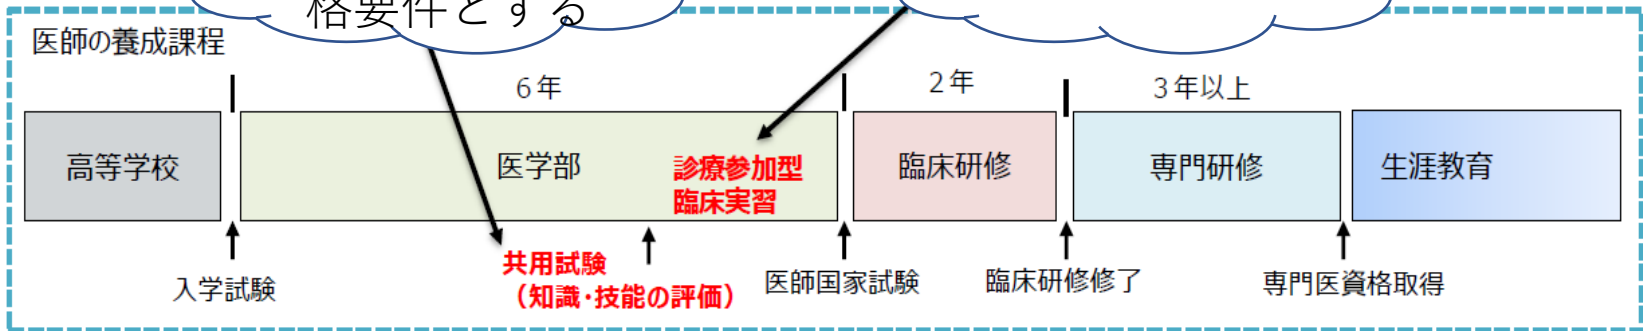 格要件とする
医師の養成課程
6年
2年
3年以上
高等学校
医学部
診療参加型
臨床実習
臨床研修
専門研修
生涯教育
入学試験
共用試験
（知識・技能の評価）
医師国家試験
臨床研修修了
専門医資格取得